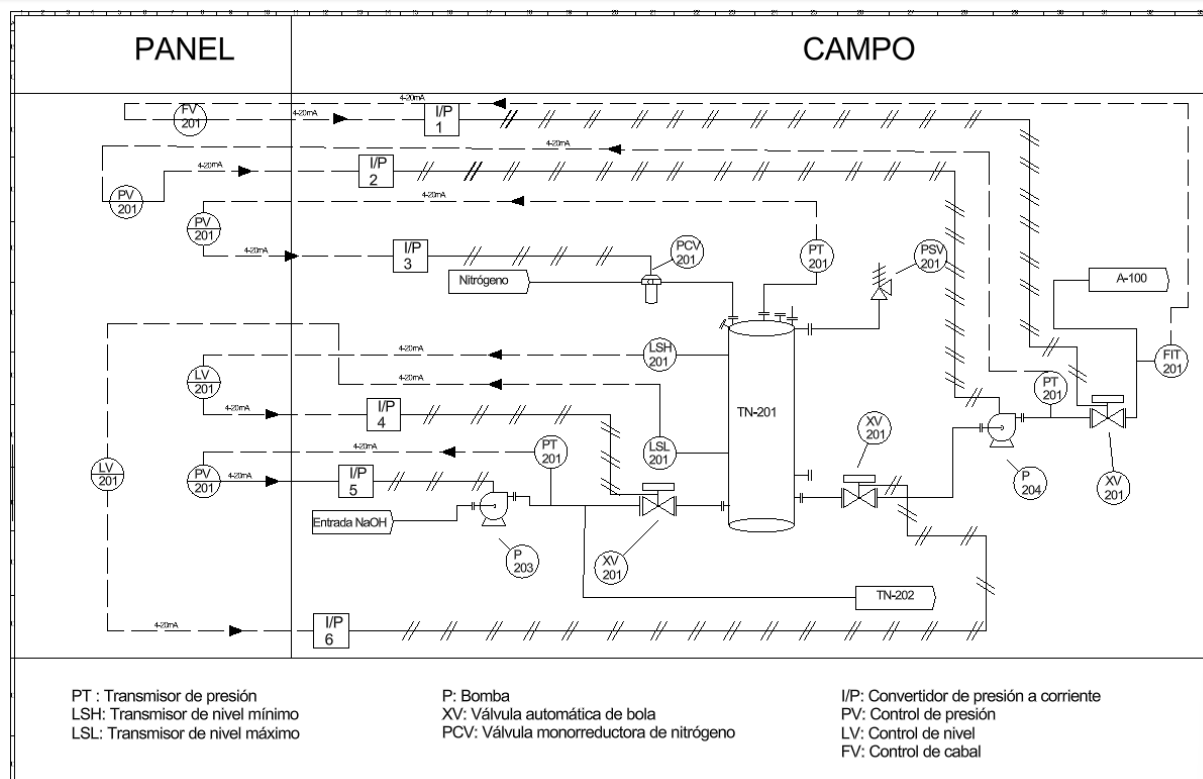 PANEL
CAMPO
4-20mA
FV
201
4-20mA
I/P
1
4-20mA
4-20mA
I/P
2
PV
201
4-20mA
PV
201
4-20mA
I/P
3
PCV
201
PT
201
PSV
201
Nitrógeno
A-100
4-20mA
LSH
201
4-20mA
LV
201
FIT
201
PT
201
4-20mA
I/P
4
TN-201
XV
201
4-20mA
PT
201
LSL
201
LV
201
PV
201
4-20mA
I/P
5
P
204
XV
201
Entrada NaOH
P
203
XV
201
TN-202
4-20mA
I/P
6
PT : Transmisor de presión
LSH: Transmisor de nivel mínimo
LSL: Transmisor de nivel máximo
P: Bomba
XV: Válvula automática de bola
PCV: Válvula monorreductora de nitrógeno
I/P: Convertidor de presión a corriente
PV: Control de presión
LV: Control de nivel
FV: Control de cabal